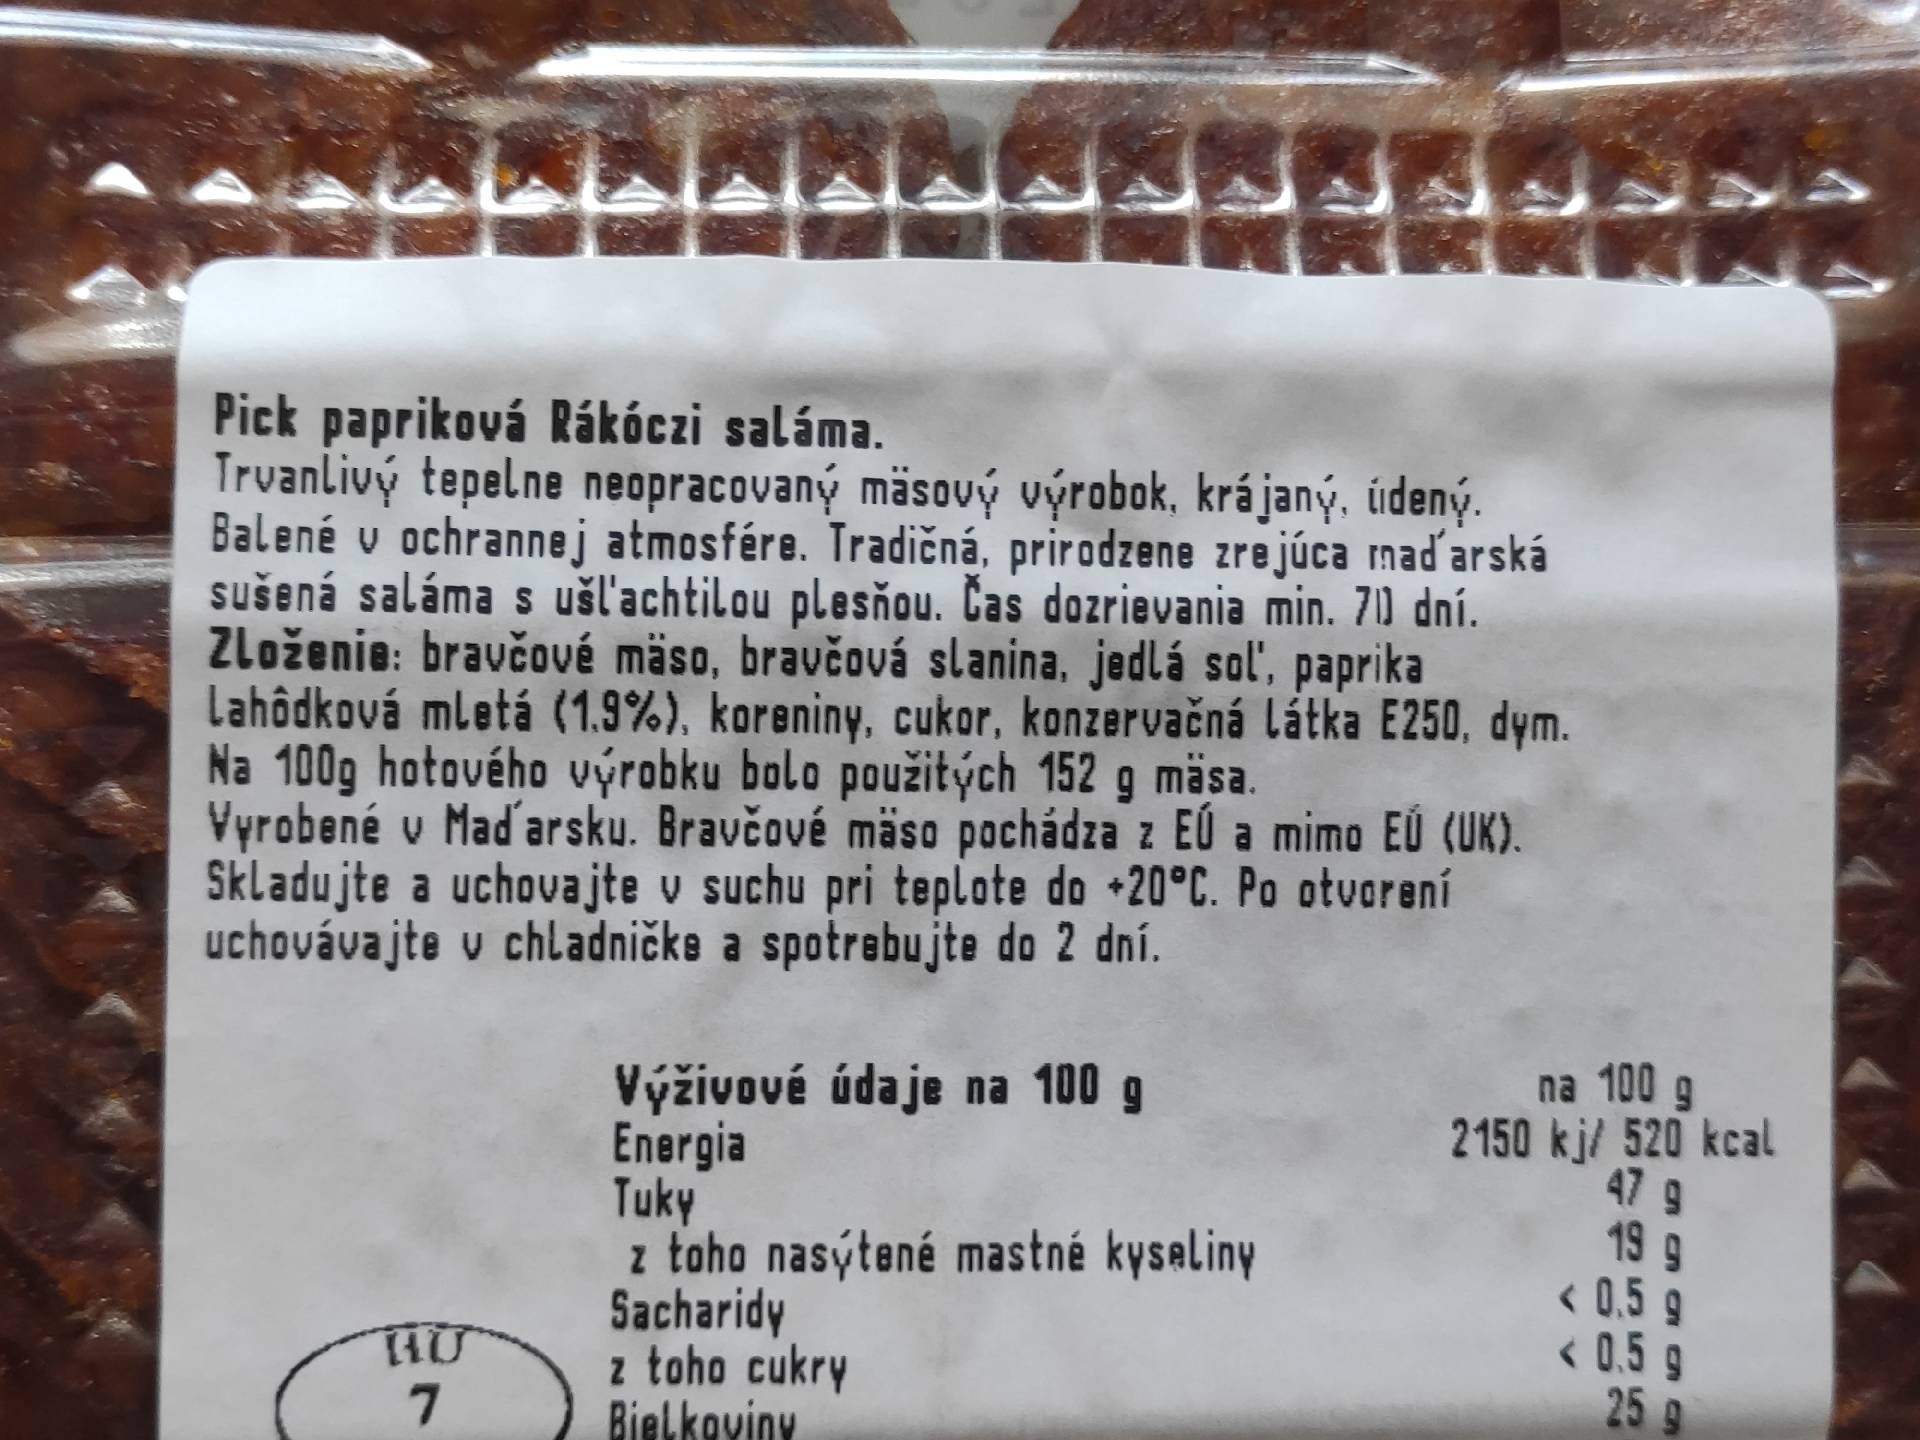 Pick papriková Rákóczi saláma.
Trvanlivý tepelne neopracovaný mäsový výrobok, krájaný, údený.
Balené v ochrannej atmosfére. Tradičná, prirodzene zrejúca maďarská
sušená saláma s ušľachtilou plesňou. Čas dozrievania min. 70 dní.
Zloženie: bravčové mäso, bravčová slanina, jedlá soľ, paprika
lahôdková mletá (1.9%), koreniny, cukor, konzervačná látka E250, dym.
Na 100g hotového výrobku bolo použitých 152 g mäsa.
Vyrobené v Maďarsku. Bravčové mäso pochádza z EÚ a mimo EÚ (UK).
Skladujte a uchovajte v suchu pri teplote do +20°C. Po otvorení
uchovávajte v chladničke a spotrebujte do 2 dní.
Výživové údaje na 100 g na 100 g
Energia 2150 kj/ 520 kcal
Tuky 47 g
z toho nasýtené mastné kyseliny 19 g
Sacharidy < 0.5 g
z toho cukry < 0.5 g
Bielkoviny 25 g
HU
7